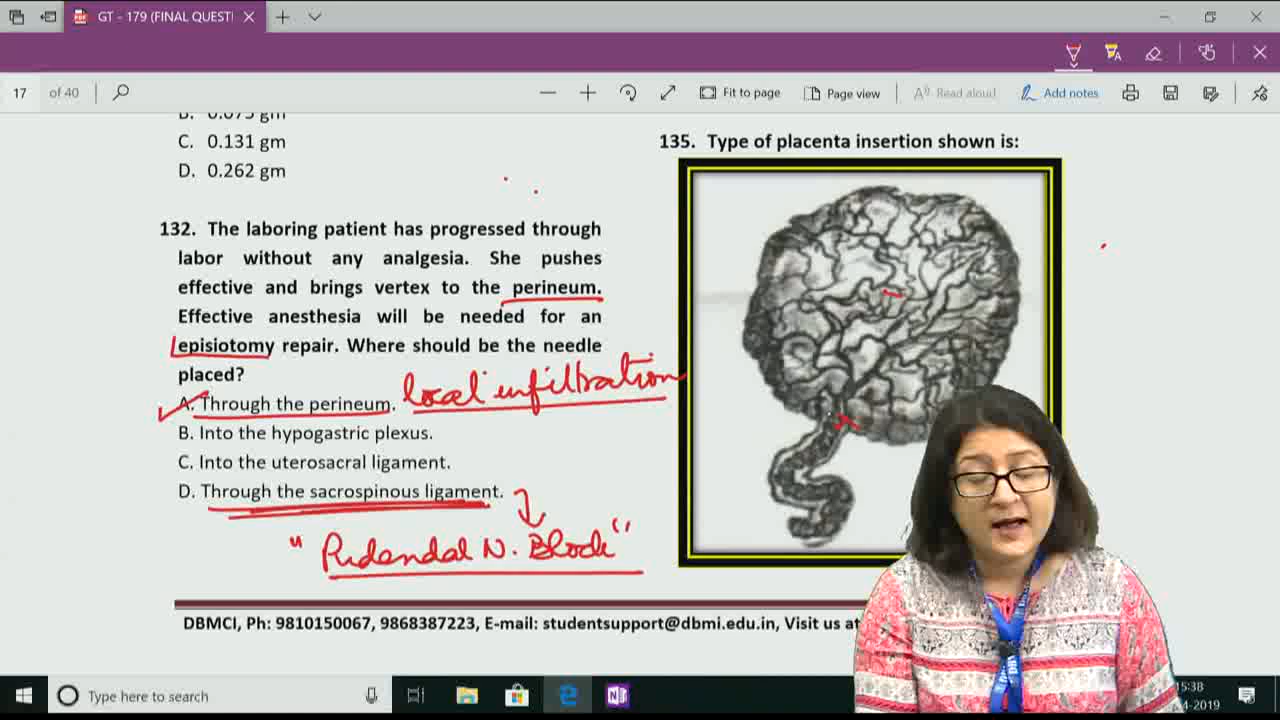 GT - 179 (FINAL QUEST
17 of 40
Fit to page
Page view
Read aloud
Add notes
B. 0.075 gm
C. 0.131 gm
D. 0.262 gm
132. The laboring patient has progressed through
labor without any analgesia. She pushes
effective and brings vertex to the perineum.
Effective anesthesia will be needed for an
episiotomy repair. Where should be the needle
placed?
A. Through the perineum. local infiltration
B. Into the hypogastric plexus.
C. Into the uterosacral ligament.
D. Through the sacrospinous ligament.
"Pudendal N. Block"
135. Type of placenta insertion shown is:
DBMCI, Ph: 9810150067, 9868387223, E-mail: studentsupport@dbmi.edu.in, Visit us at
Type here to search
15:38
-2019